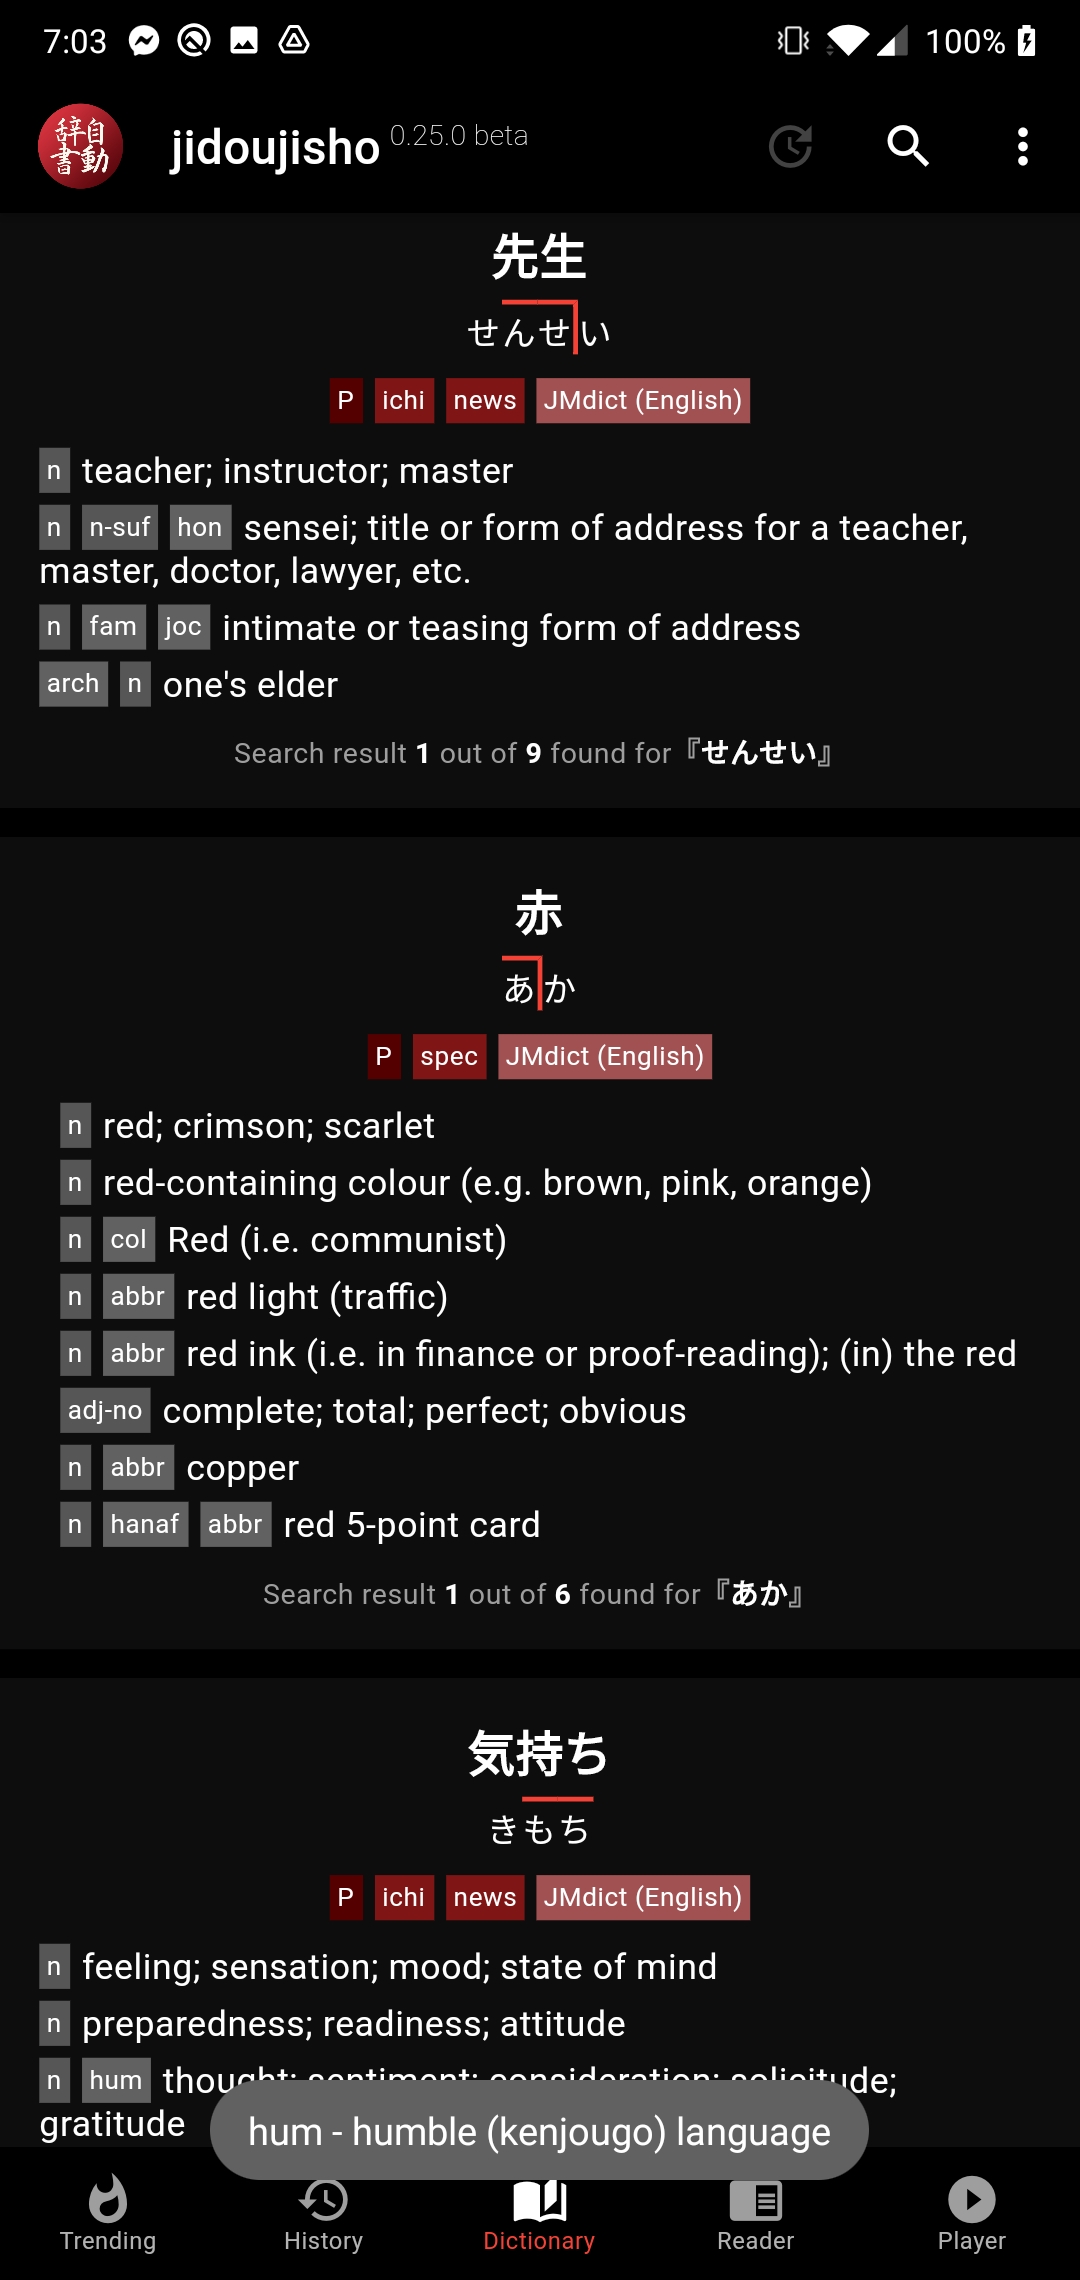 7:03 100%
辞自書動 jidoujisho 0.25.0 beta
先生
せんせい
P ichi news JMdict (English)
n teacher; instructor; master
n n-suf hon sensei; title or form of address for a teacher,
master, doctor, lawyer, etc.
n fam joc intimate or teasing form of address
arch n one's elder
Search result 1 out of 9 found for『せんせい』
赤
あか
P spec JMdict (English)
n red; crimson; scarlet
n red-containing colour (e.g. brown, pink, orange)
n col Red (i.e. communist)
n abbr red light (traffic)
n abbr red ink (i.e. in finance or proof-reading); (in) the red
adj-no complete; total; perfect; obvious
n abbr copper
n hanaf abbr red 5-point card
Search result 1 out of 6 found for『あか』
気持ち
きもち
P ichi news JMdict (English)
n feeling; sensation; mood; state of mind
n preparedness; readiness; attitude
n hum thought; sentiment; consideration; solicitude;
gratitude
hum - humble (kenjougo) language
Trending History Dictionary Reader Player